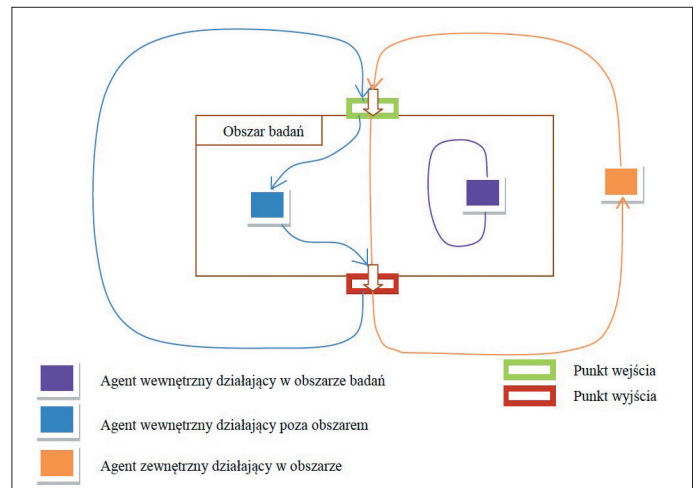 Obszar badań
Agent wewnętrzny działający w obszarze badań
Agent wewnętrzny działający poza obszarem
Agent zewnętrzny działający w obszarze
Punkt wejścia
Punkt wyjścia